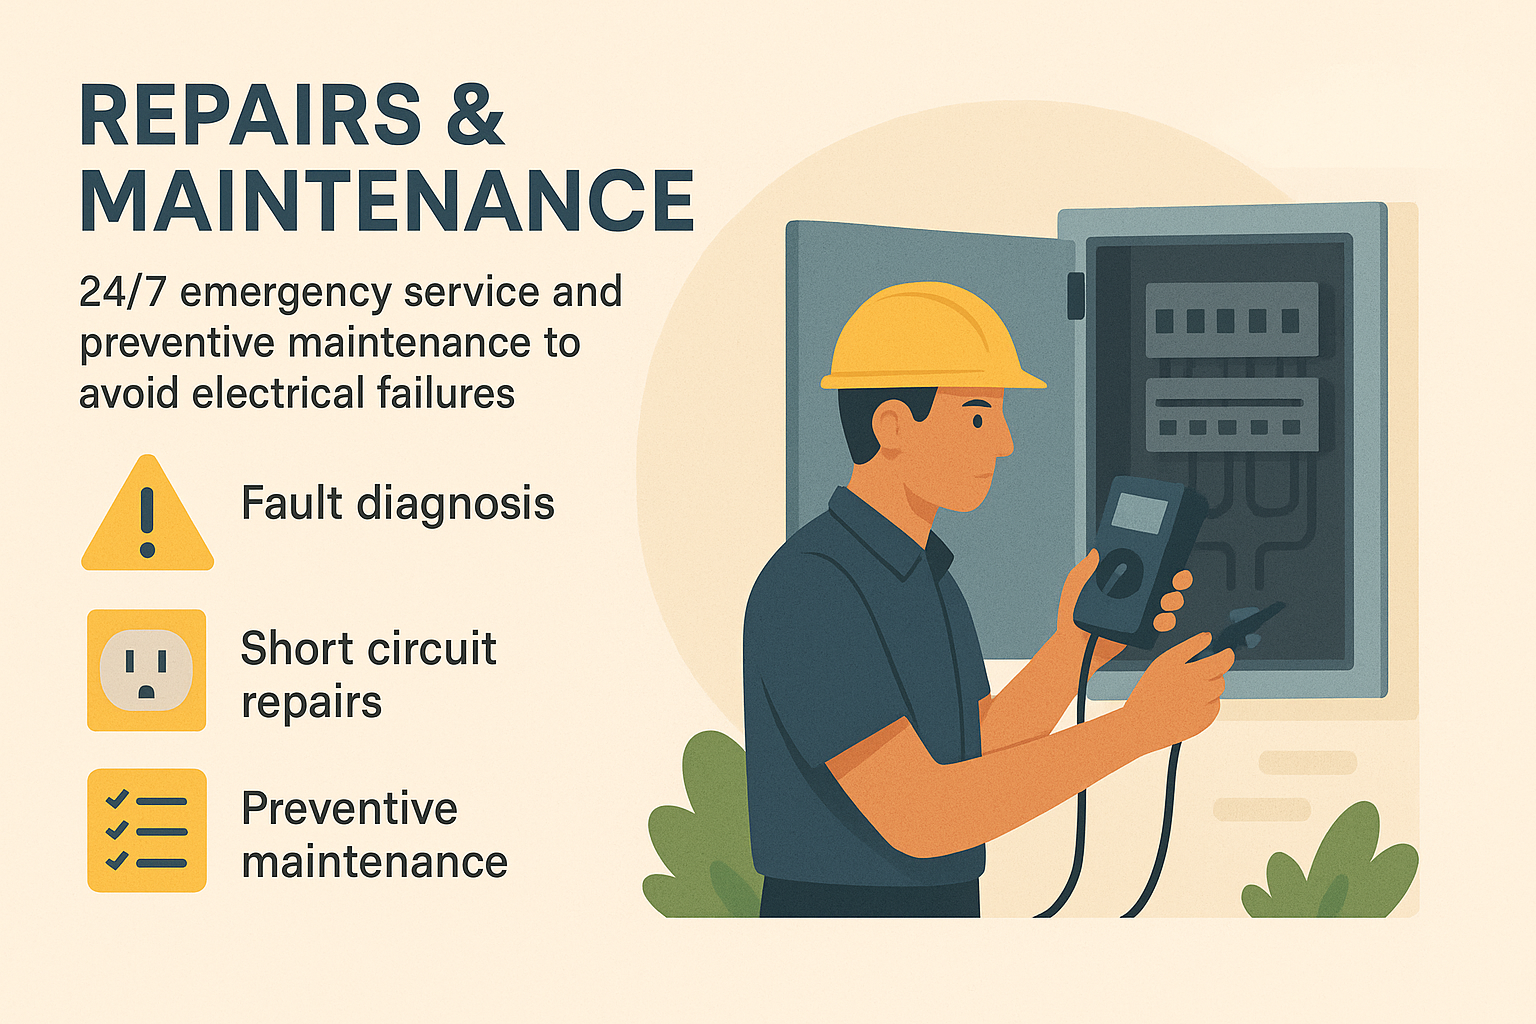 REPAIRS &
MAINTENANCE
24/7 emergency service and
preventive maintenance to
avoid electrical failures
Fault diagnosis
Short circuit
repairs
Preventive
maintenance